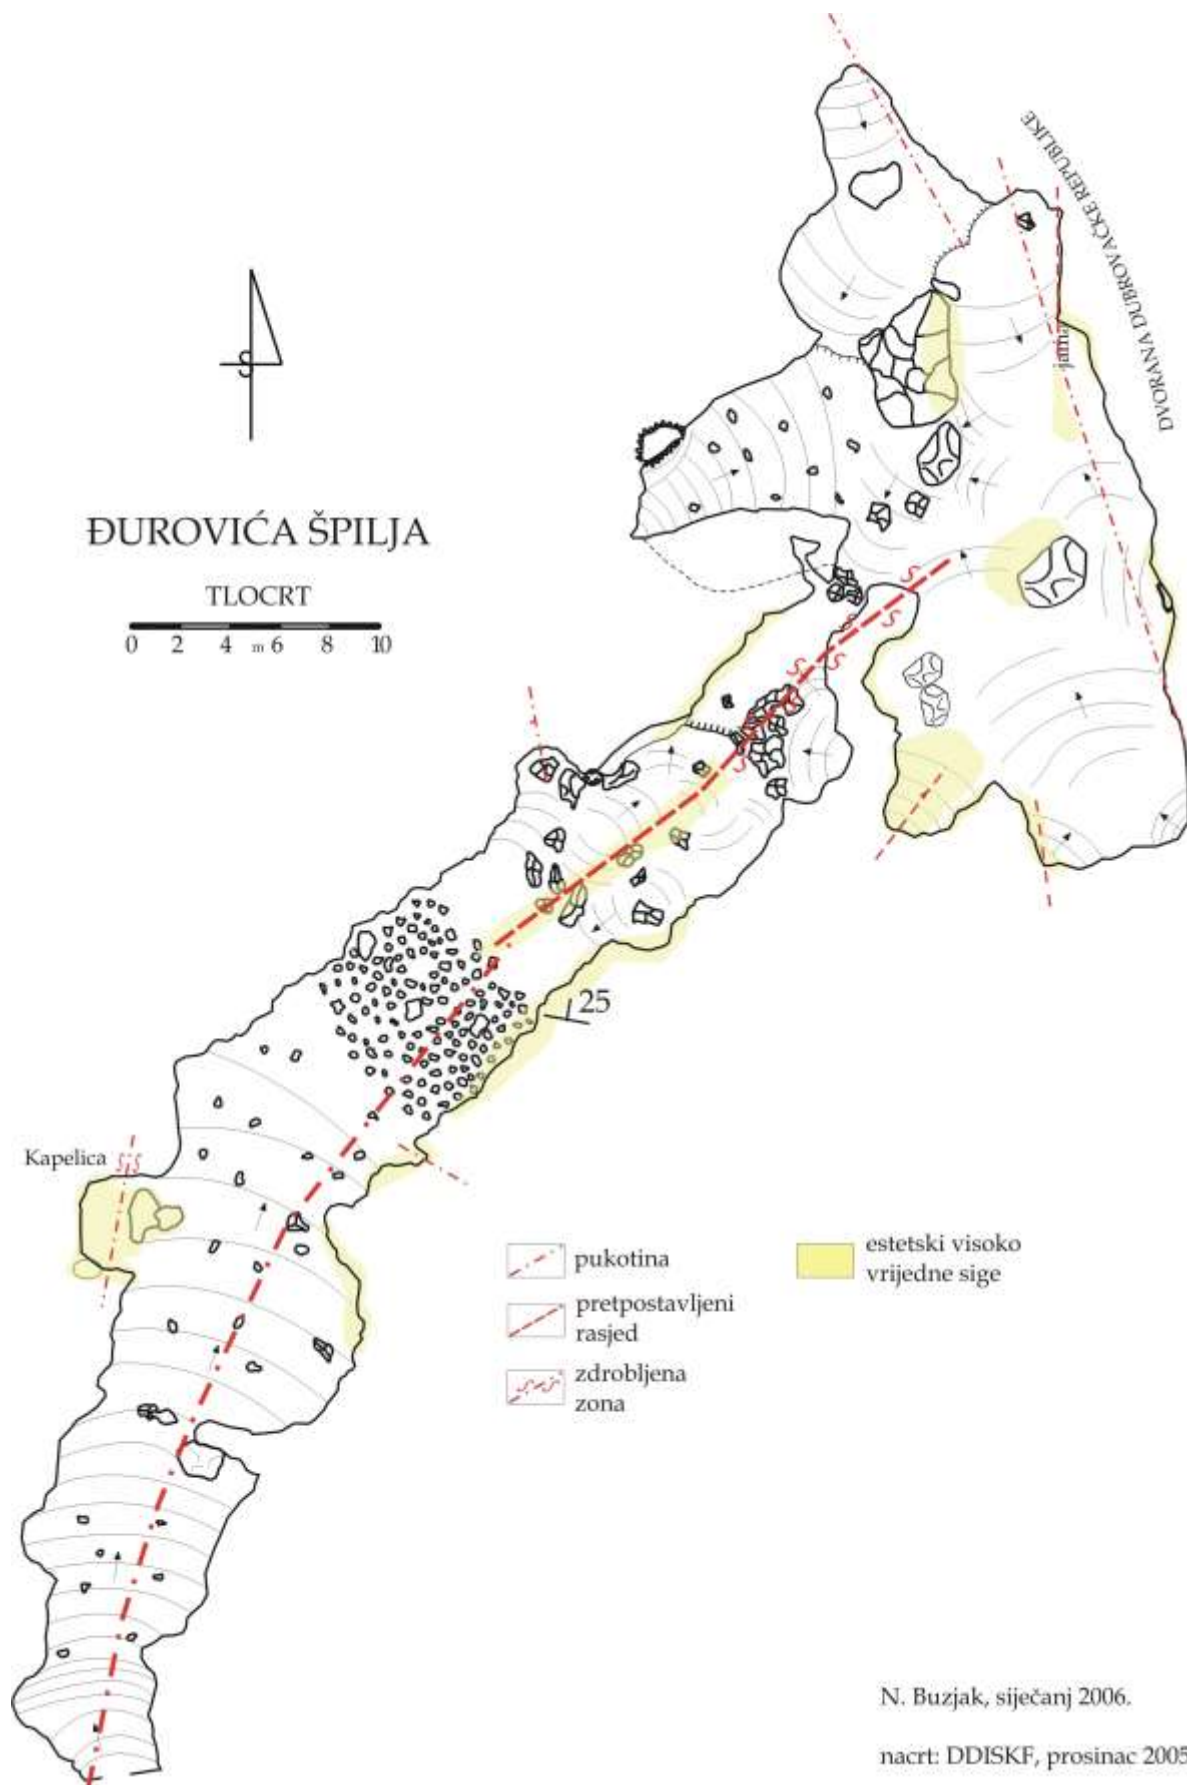 DVORANA DUBROVAČKE REPUBLIKE
jama
S
ĐUROVIĆA ŠPILJA
TLOCRT
0 2 4 m 6 8 10
25
Kapelica
pukotina
pretpostavljeni
rasjed
zdrobljena
zona
estetski visoko
vrijedne sige
N. Buzjak, siječanj 2006.
nacrt: DDISKF, prosinac 2005